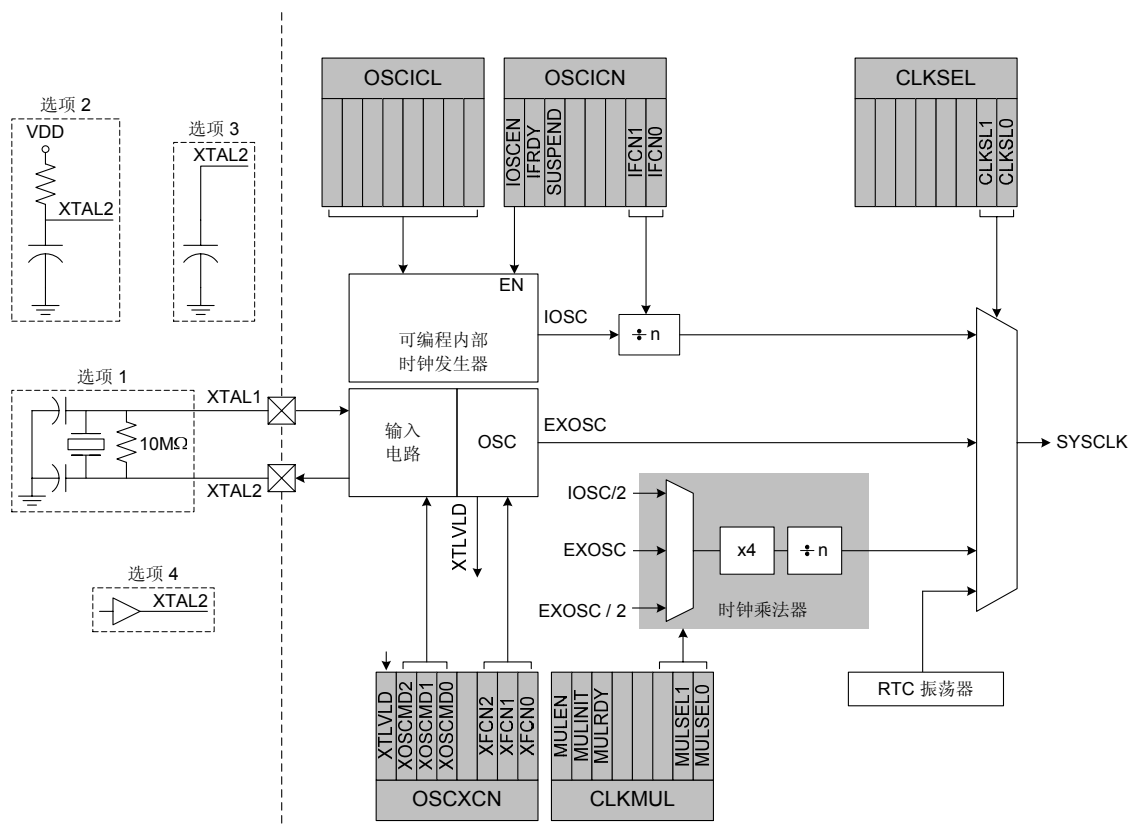 OSCICL
OSCICN
CLKSEL
IOSCEN
IFRDY
SUSPEND
IFCN1
IFCN0
CLKSL1
CLKSL0
选项 2
VDD
XTAL2
选项 3
XTAL2
EN
可编程内部
时钟发生器
IOSC
÷ n
选项 1
10MΩ
XTAL1
XTAL2
输入
电路
OSC
EXOSC
SYSCLK
XTLVLD
IOSC/2
EXOSC
EXOSC / 2
x4
÷ n
时钟乘法器
选项 4
XTAL2
RTC 振荡器
XTLVLD
XOSCMD2
XOSCMD1
XOSCMD0
XFCN2
XFCN1
XFCN0
OSCXCN
MULEN
MULINIT
MULRDY
MULSEL1
MULSEL0
CLKMUL